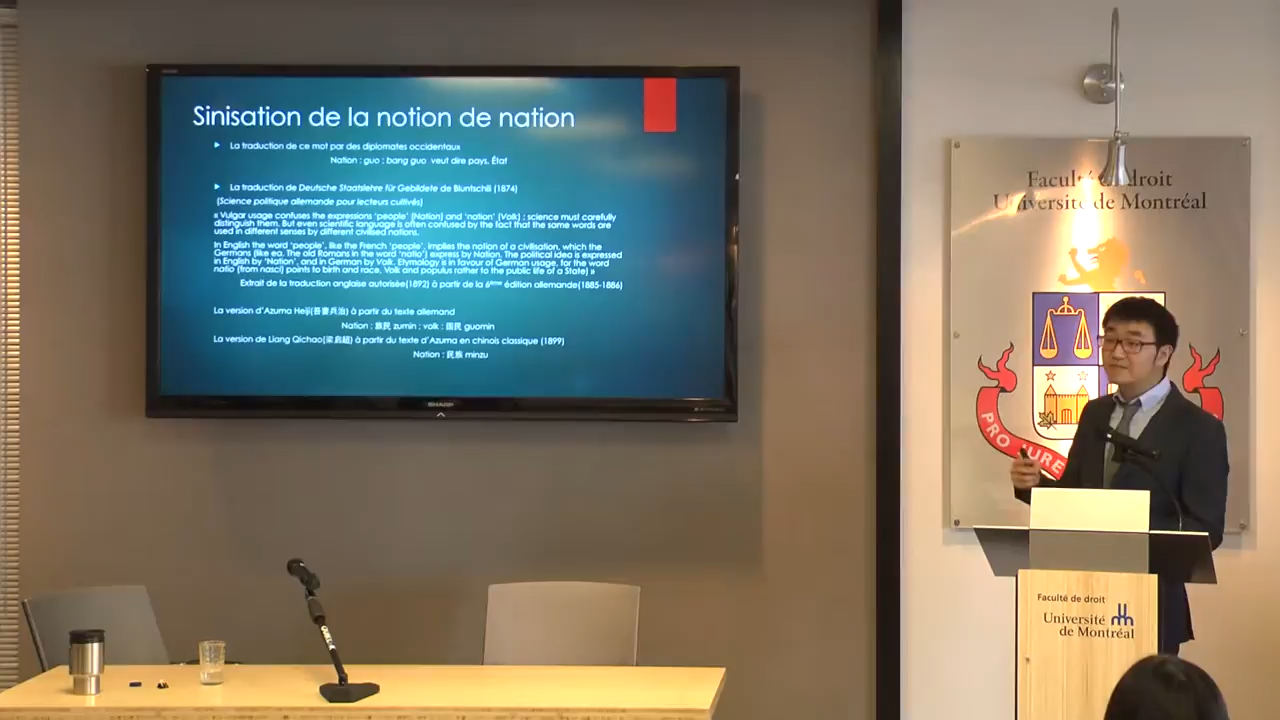 Sinisation de la notion de nation
La traduction de ce mot par des diplomates occidentaux
Nation : guo ; bang guo veut dire pays, État
La traduction de Deutsche Staatslehre für Gebildete de Bluntschli (1874)
(Science politique allemande pour lecteurs cultivés)
« Vulgar usage confuses the expressions 'people' (Nation) and 'nation' (Volk) ; science must carefully
distinguish them. But even scientific language is often confused by the fact that the same words are
used in different senses by different civilised nations.
In English the word 'people', like the French 'people', implies the notion of a civilisation, which the
Germans (like ea. The old Romans in the word 'natio') express by Nation. The political idea is expressed
in English by 'Nation', and in German by Volk. Etymology is in favour of German usage, for the word
natio (from nasci) points to birth and race, Volk and populus rather to the public life of a State) »
Extrait de la traduction anglaise autorisée(1892) à partir de la 6ème édition allemande(1885-1886)
La version d'Azuma Heiji(吾妻兵治) à partir du texte allemand
Nation : 族民 zumin ; volk : 国民 guomin
La version de Liang Qichao(梁启超) à partir du texte d'Azuma en chinois classique (1899)
Nation : 民族 minzu
SHARP
Faculté de droit
Université de Montréal
PRO JURE
Faculté de droit
Université
de Montréal